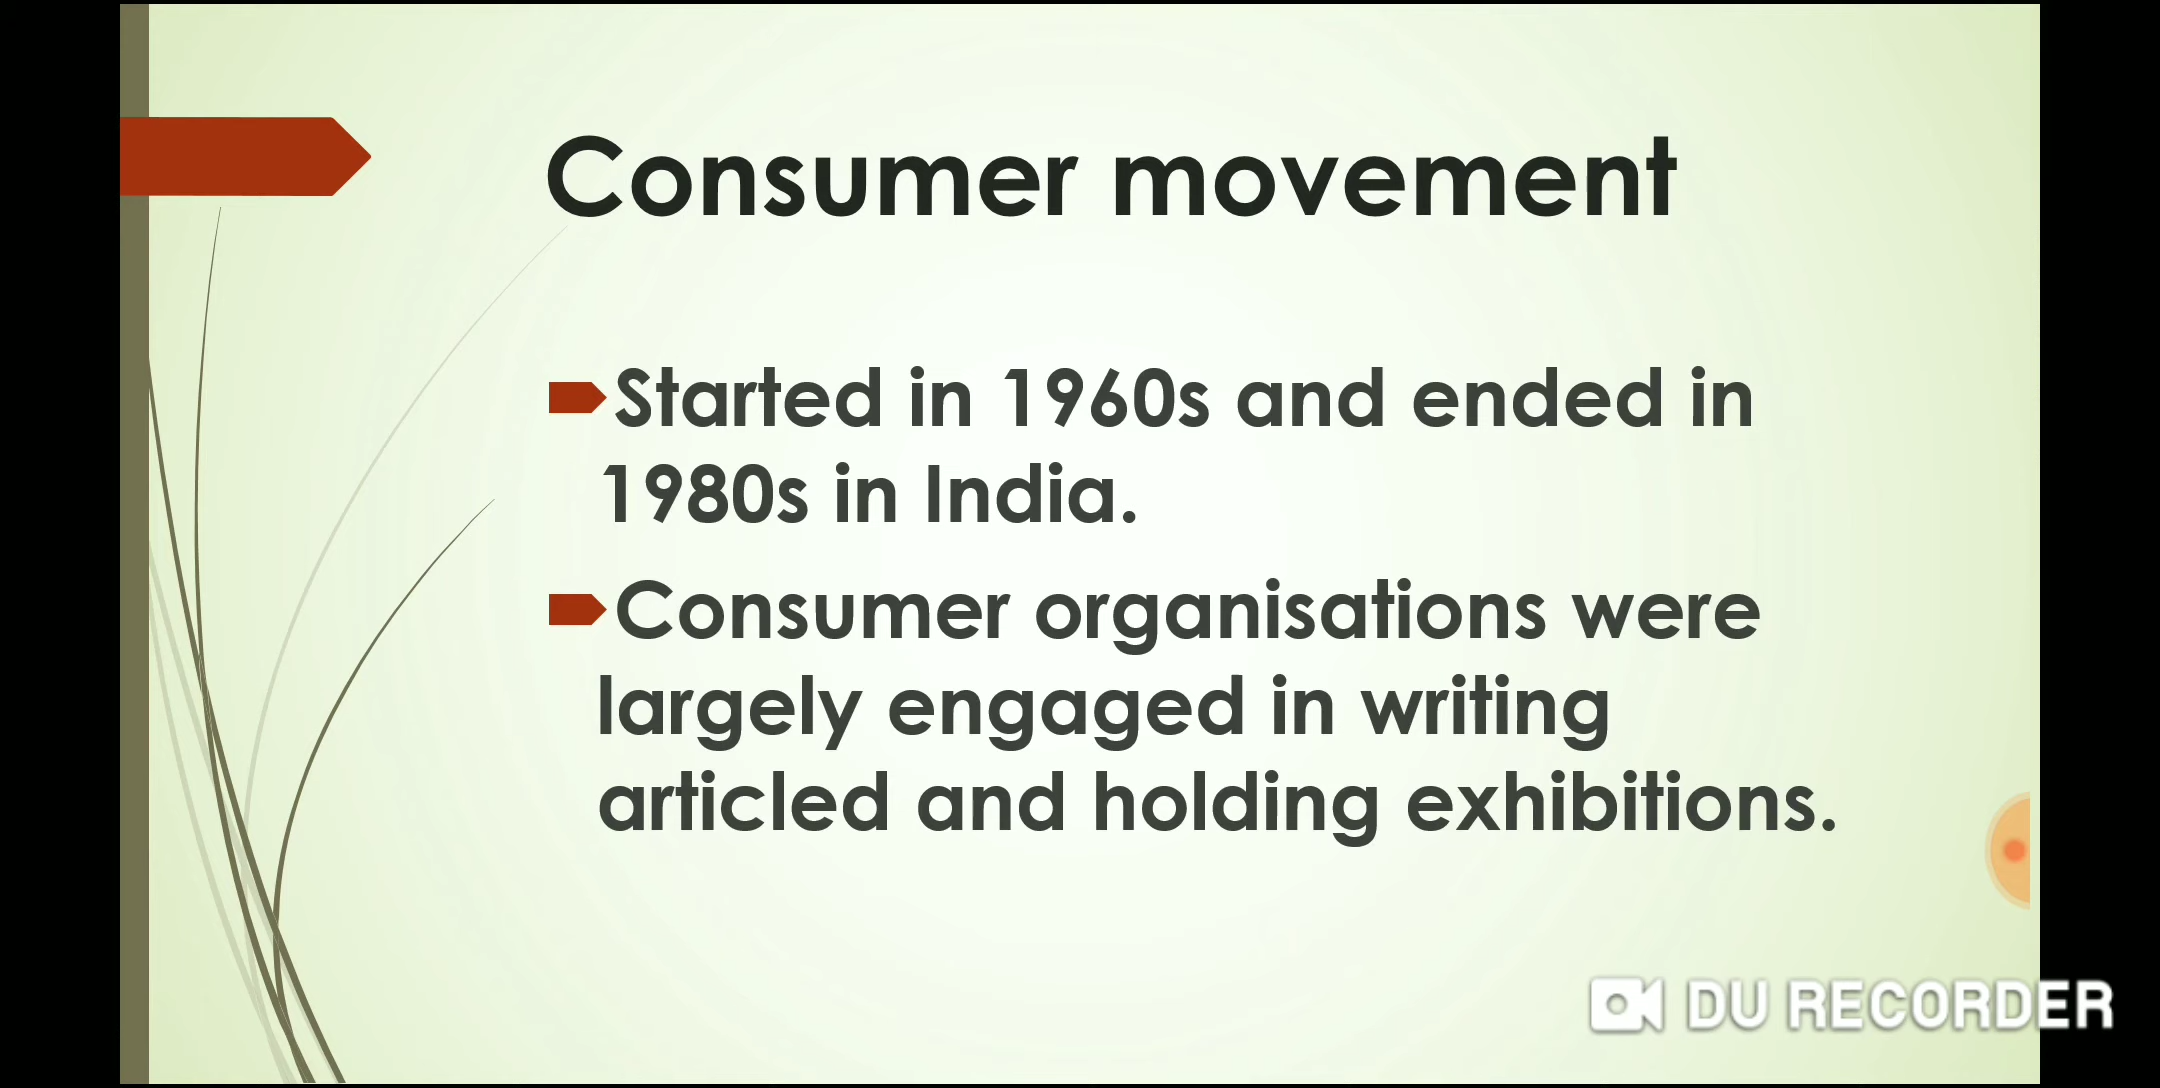 Consumer movement
Started in 1960s and ended in
1980s in India.
Consumer organisations were
largely engaged in writing
articled and holding exhibitions.
DU RECORDER